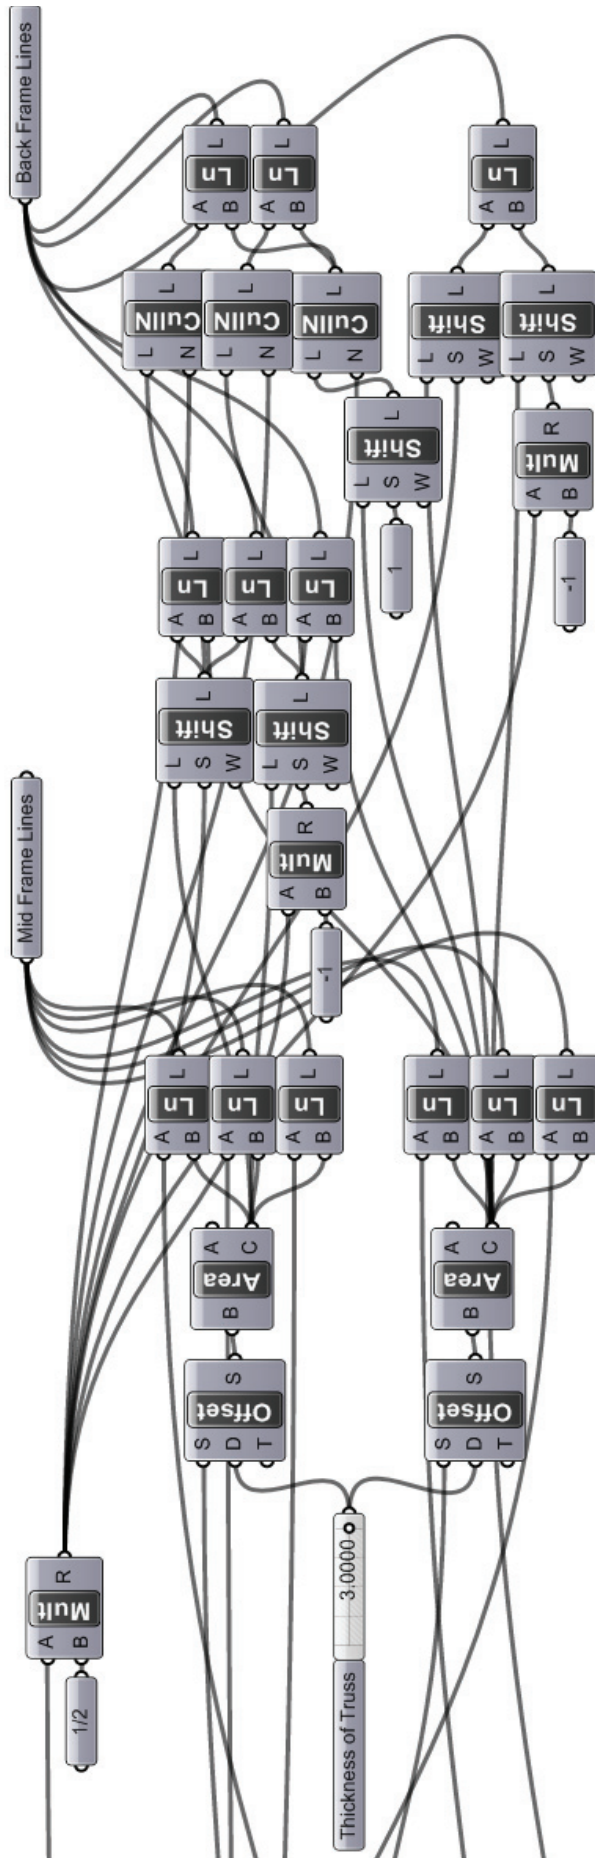 Back Frame Lines
L
Ln
A B
L
Ln
A B
L
Ln
A B
L
CullN
L N
L
CullN
L N
L
CullN
L N
L
Shift
L S W
L
Shift
L S W
L
Shift
L S W
1
R
Mult
A B
-1
L
Ln
A B
L
Ln
A B
L
Ln
A B
L
Shift
L S W
L
Shift
L S W
R
Mult
A B
-1
Mid Frame Lines
L
Ln
A B
L
Ln
A B
L
Ln
A B
L
Ln
A B
L
Ln
A B
L
Ln
A B
A C
Area
B
A C
Area
B
S
Offset
S D T
S
Offset
S D T
R
Mult
A B
1/2
Thickness of Truss 3.0000